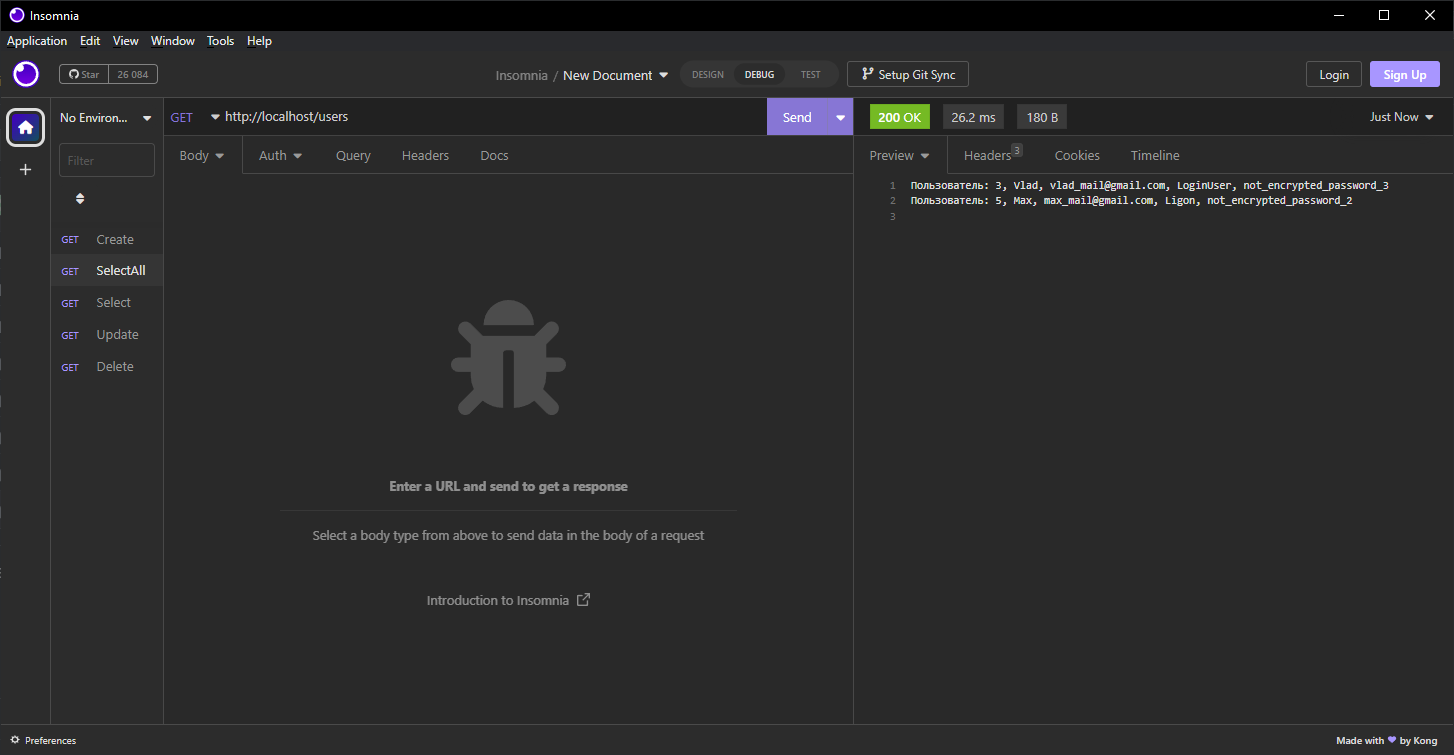 Insomnia
Application Edit View Window Tools Help
Star 26 084
Insomnia / New Document
DESIGN DEBUG TEST
Setup Git Sync
Login
Sign Up
No Environ...
Filter
GET Create
GET SelectAll
GET Select
GET Update
GET Delete
GET http://localhost/users
Send
Body Auth Query Headers Docs
Enter a URL and send to get a response
Select a body type from above to send data in the body of a request
Introduction to Insomnia
200 OK 26.2 ms 180 B
Just Now
Preview Headers 3 Cookies Timeline
1 Пользователь: 3, Vlad, vlad_mail@gmail.com, LoginUser, not_encrypted_password_3
2 Пользователь: 5, Max, max_mail@gmail.com, Ligon, not_encrypted_password_2
3
Preferences
Made with ❤ by Kong